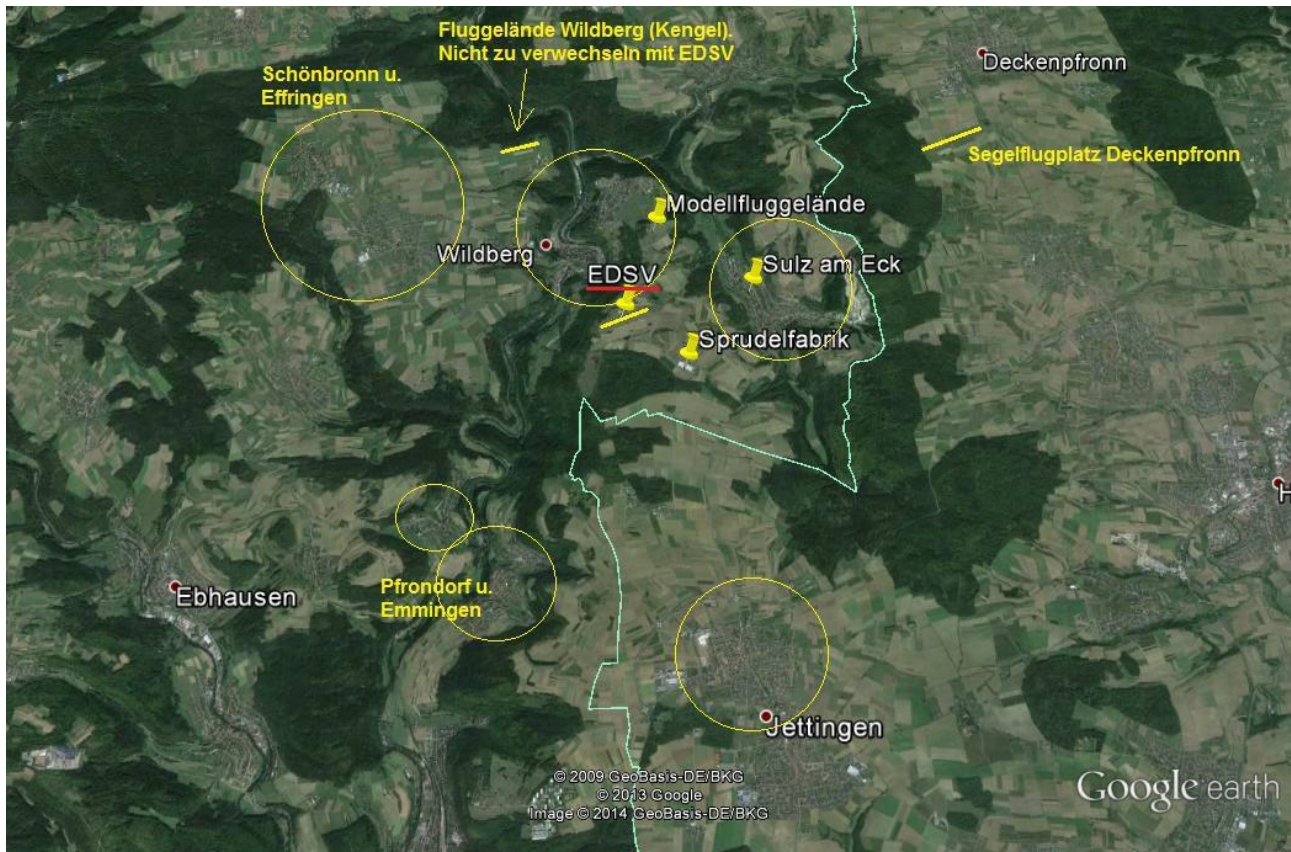 Fluggelände Wildberg (Kengel).
Nicht zu verwechseln mit EDSV
Schönbronn u.
Effringen
Deckenpfronn
Segelflugplatz Deckenpfronn
Modellfluggelände
Wildberg
Sulz am Eck
EDSV
Sprudelfabrik
H
Pfrondorf u.
Emmingen
Ebhausen
Jettingen
© 2009 GeoBasis-DE/BKG
© 2013 Google
Image © 2014 GeoBasis-DE/BKG
Google earth